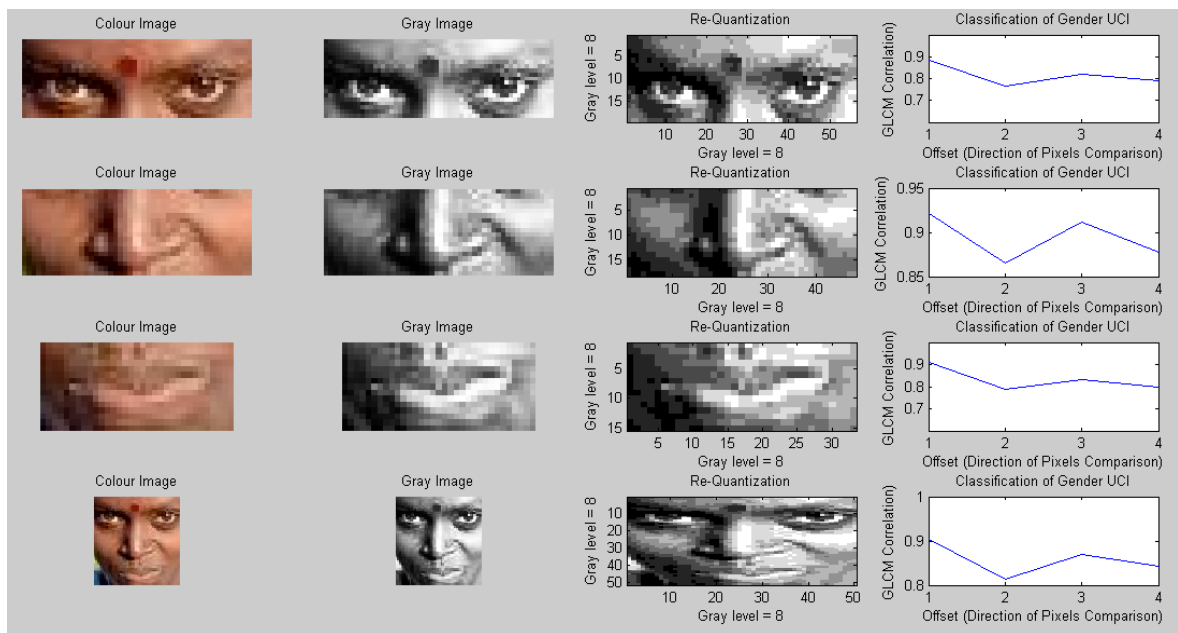 Colour Image
Gray Image
Re-Quantization
Classification of Gender UCI
Gray level = 8
5
10
15
10 20 30 40 50
Gray level = 8
GLCM Correlation)
0.9
0.8
0.7
1 2 3 4
Offset (Direction of Pixels Comparison)
Colour Image
Gray Image
Re-Quantization
Classification of Gender UCI
Gray level = 8
5
10
15
10 20 30 40
Gray level = 8
GLCM Correlation)
0.95
0.9
0.85
1 2 3 4
Offset (Direction of Pixels Comparison)
Colour Image
Gray Image
Re-Quantization
Classification of Gender UCI
Gray level = 8
5
10
15
5 10 15 20 25 30
Gray level = 8
GLCM Correlation)
0.9
0.8
0.7
1 2 3 4
Offset (Direction of Pixels Comparison)
Colour Image
Gray Image
Re-Quantization
Classification of Gender UCI
Gray level = 8
10
20
30
40
50
10 20 30 40 50
Gray level = 8
GLCM Correlation)
1
0.9
0.8
1 2 3 4
Offset (Direction of Pixels Comparison)